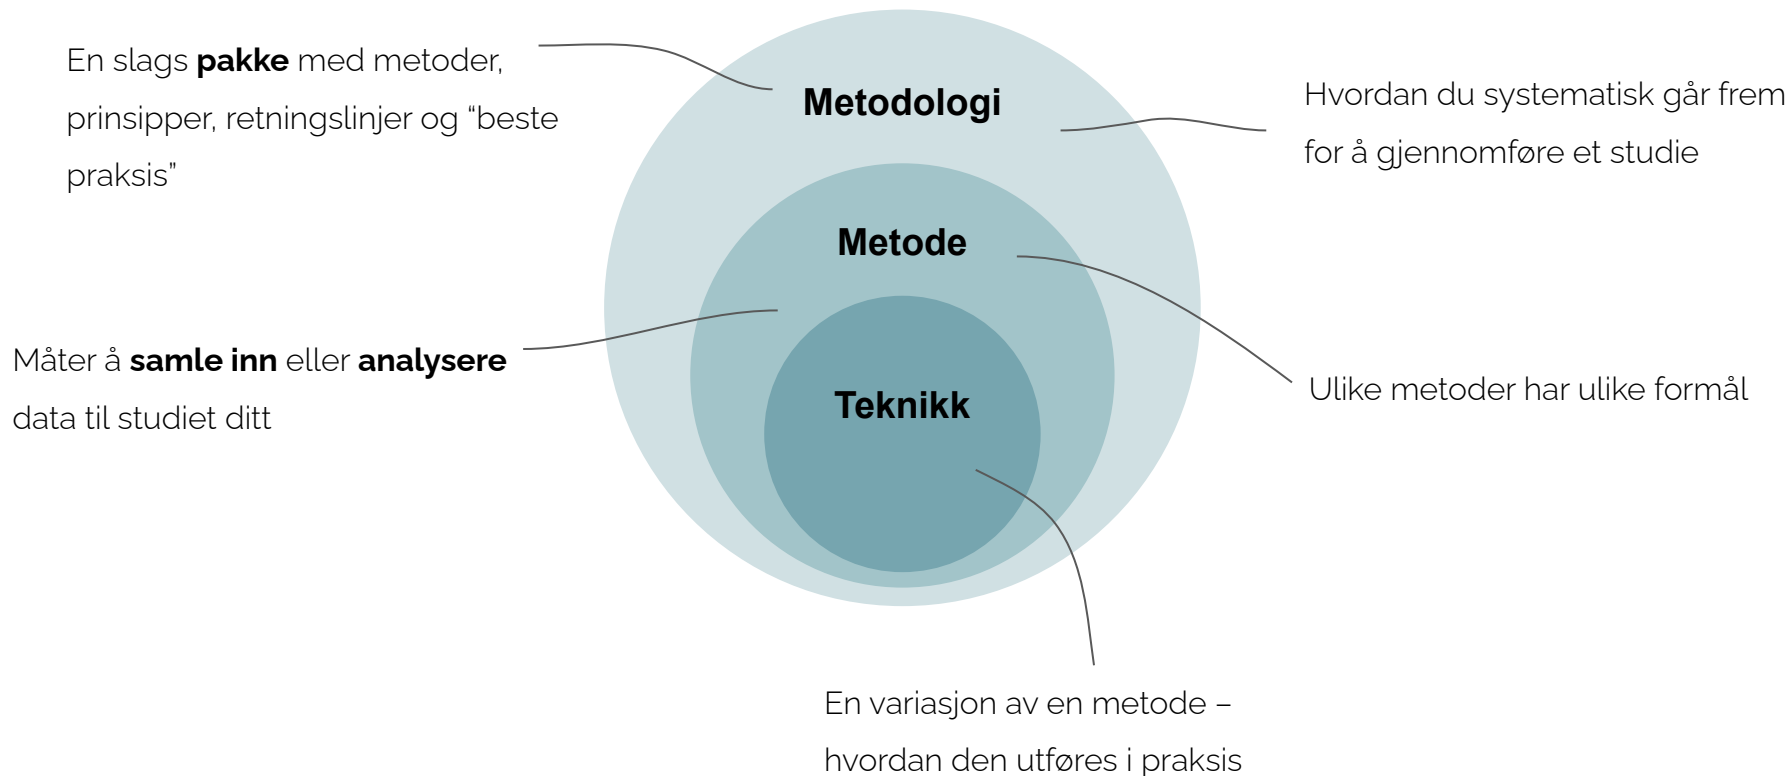 En slags pakke med metoder,
prinsipper, retningslinjer og “beste
praksis”
Metodologi
Hvordan du systematisk går frem
for å gjennomføre et studie
Metode
Måter å samle inn eller analysere
data til studiet ditt
Ulike metoder har ulike formål
Teknikk
En variasjon av en metode –
hvordan den utføres i praksis